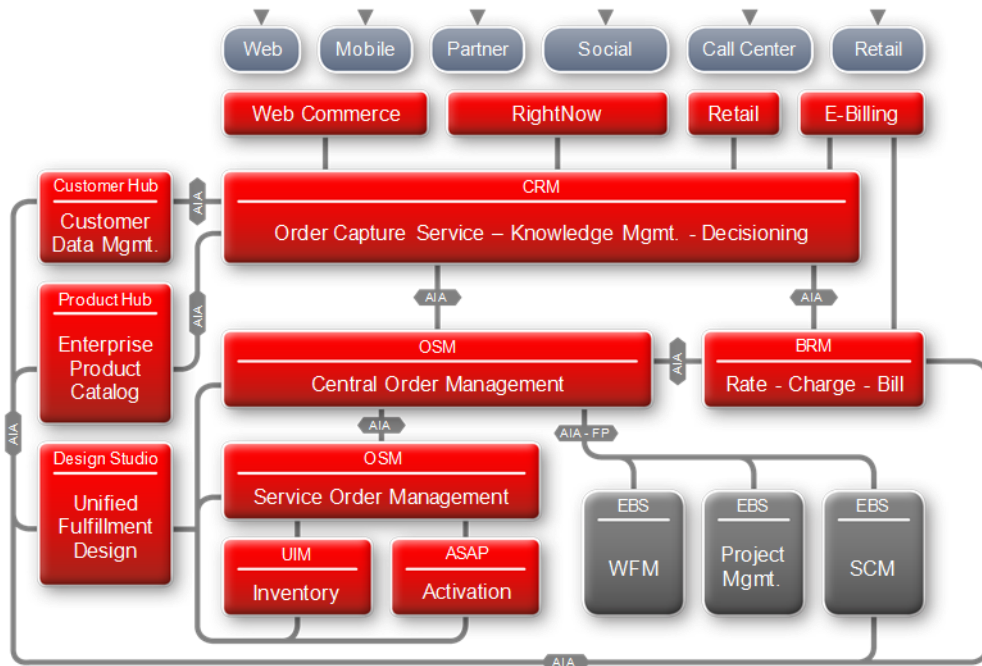 Web
Mobile
Partner
Social
Call Center
Retail
Web Commerce
RightNow
Retail
E-Billing
Customer Hub
Customer
Data Mgmt.
AIA
CRM
Order Capture Service – Knowledge Mgmt. - Decisioning
Product Hub
Enterprise
Product
Catalog
AIA
AIA
AIA
OSM
Central Order Management
AIA
BRM
Rate - Charge - Bill
AIA
AIA
AIA - FP
Design Studio
Unified
Fulfillment
Design
OSM
Service Order Management
UIM
Inventory
ASAP
Activation
EBS
WFM
EBS
Project
Mgmt.
EBS
SCM
AIA